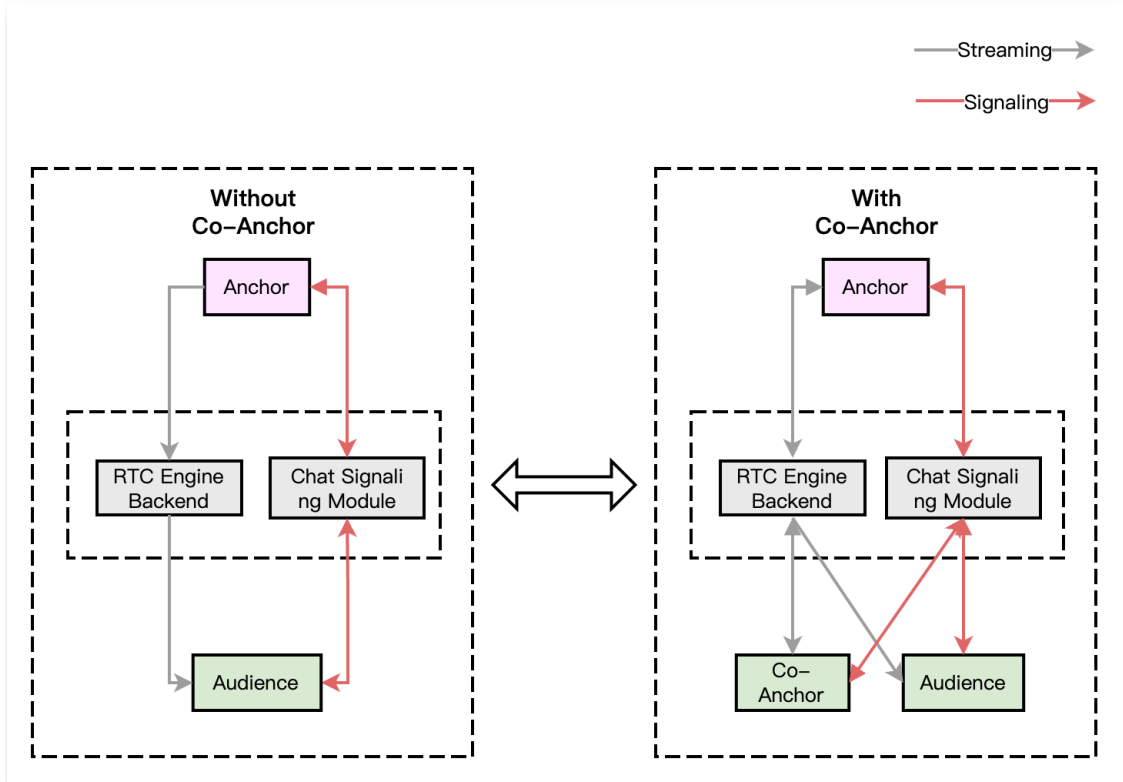 Streaming
Signaling
Without
Co-Anchor
Anchor
RTC Engine
Backend
Chat Signali
ng Module
Audience
With
Co-Anchor
Anchor
RTC Engine
Backend
Chat Signali
ng Module
Co-
Anchor
Audience